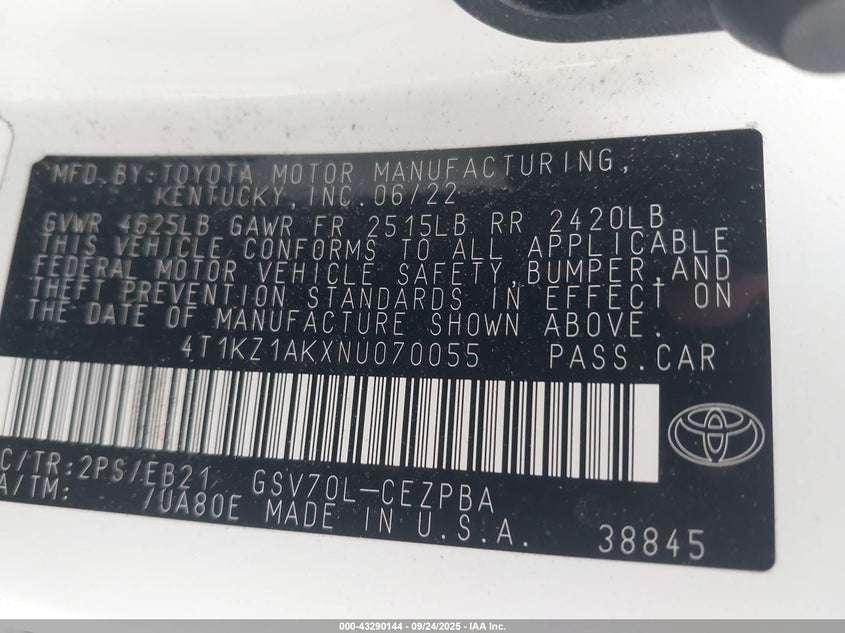 MFD.BY:TOYOTA MOTOR MANUFACTURING,
KENTUCKY, INC. 06/22
GVWR 4625LB GAWR FR 2515LB RR 2420LB
THIS VEHICLE CONFORMS TO ALL APPLICABLE
FEDERAL MOTOR VEHICLE SAFETY,BUMPER,AND
THEFT PREVENTION STANDARDS IN EFFECT ON
THE DATE OF MANUFACTURE SHOWN ABOVE.
4T1KZ1AKXNU070055 PASS.CAR
C/TR:2PS/EB21 GSV70L-CEZPBA
A/TM: /UA80E MADE IN U.S.A. 38845
000-43290144 - 09/24/2025 - IAA Inc.